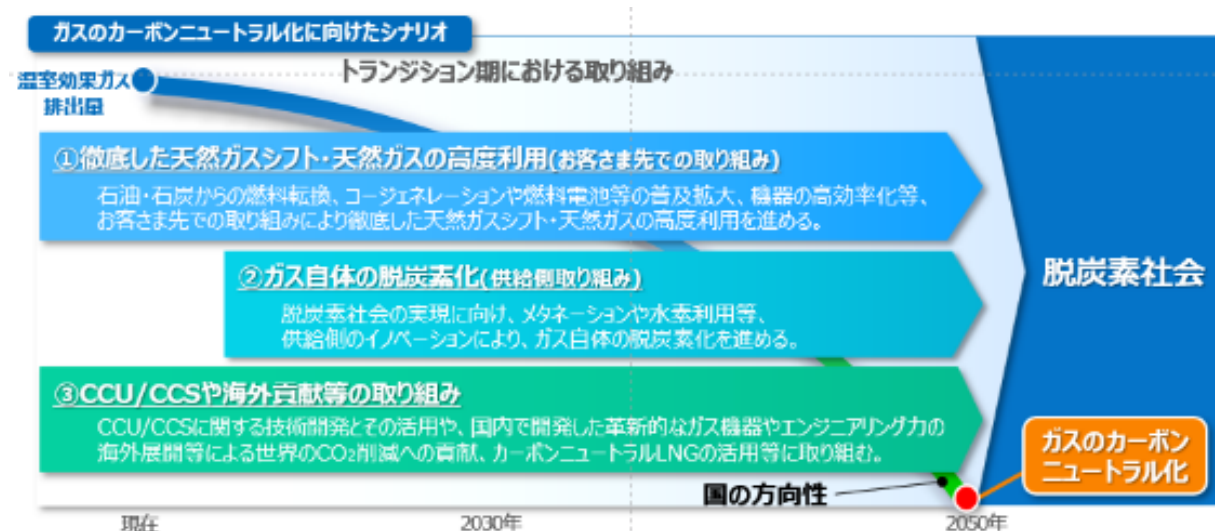 ガスのカーボンニュートラル化に向けたシナリオ
トランジション期における取り組み
温室効果ガス
排出量
①徹底した天然ガスシフト・天然ガスの高度利用(お客さま先での取り組み)
石油・石炭からの燃料転換、コージェネレーションや燃料電池等の普及拡大、機器の高効率化等、
お客さま先での取り組みにより徹底した天然ガスシフト・天然ガスの高度利用を進める。
②ガス自体の脱炭素化(供給側取り組み)
脱炭素社会の実現に向け、メタネーションや水素利用等、
供給側のイノベーションにより、ガス自体の脱炭素化を進める。
脱炭素社会
③CCU/CCSや海外貢献等の取り組み
CCU/CCSに関する技術開発とその活用や、国内で開発した革新的なガス機器やエンジニアリング力の
海外展開等による世界のCO₂削減への貢献、カーボンニュートラルLNGの活用等に取り組む。
ガスのカーボン
ニュートラル化
国の方向性
現在
2030年
2050年